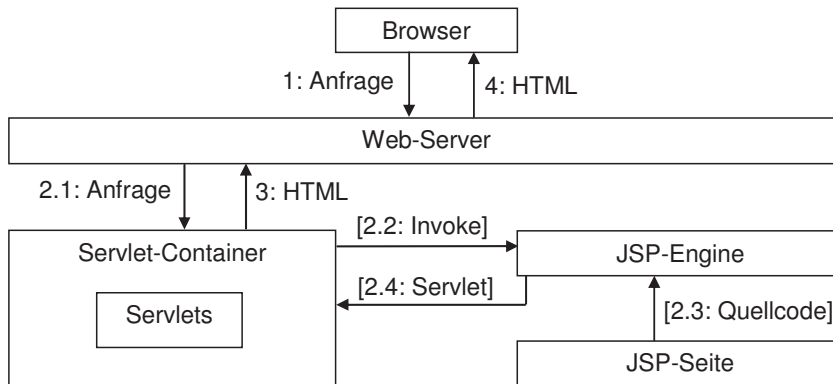 Browser
1: Anfrage
4: HTML
Web-Server
2.1: Anfrage
3: HTML
Servlet-Container
[2.2: Invoke]
JSP-Engine
[2.4: Servlet]
Servlets
[2.3: Quellcode]
JSP-Seite